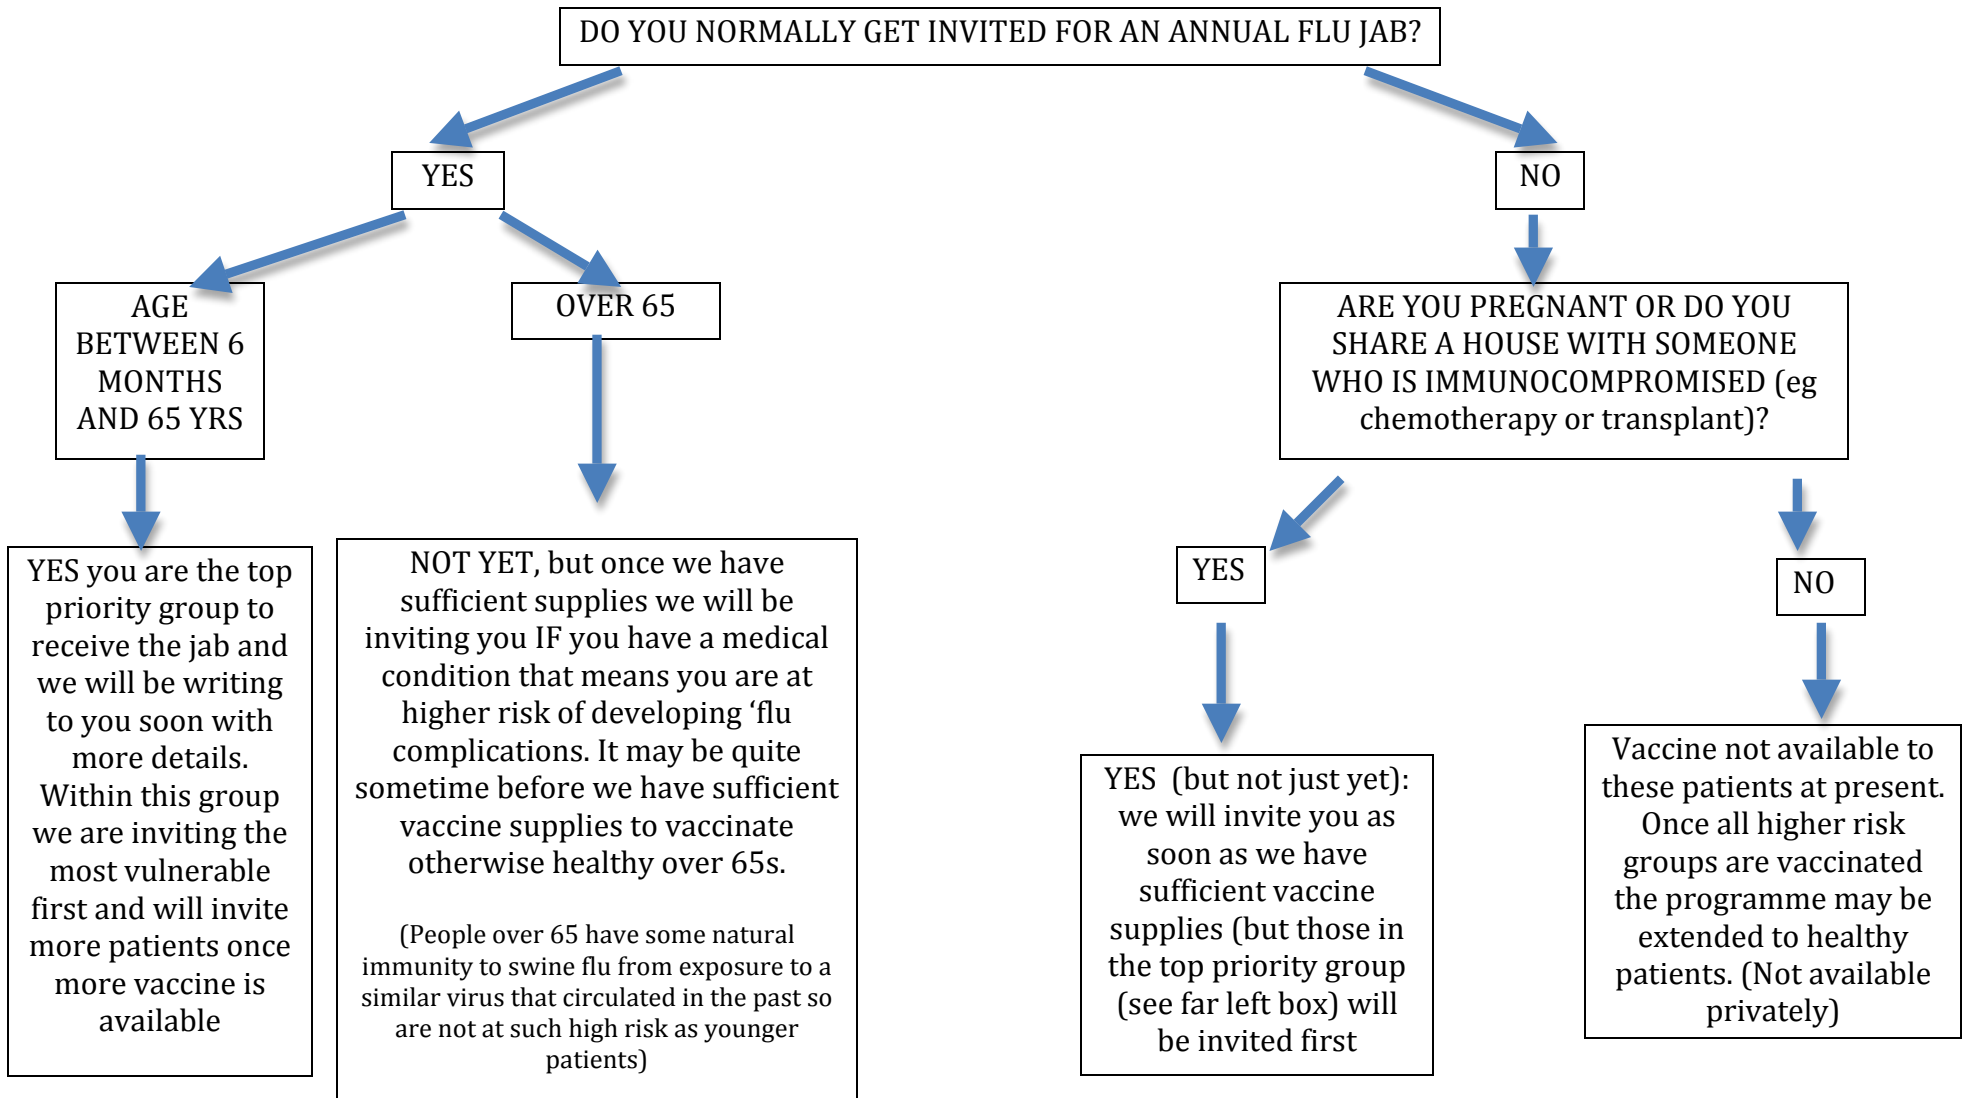 DO YOU NORMALLY GET INVITED FOR AN ANNUAL FLU JAB?
YES
NO
AGE
BETWEEN 6
MONTHS
AND 65 YRS
OVER 65
ARE YOU PREGNANT OR DO YOU
SHARE A HOUSE WITH SOMEONE
WHO IS IMMUNOCOMPROMISED (eg
chemotherapy or transplant)?
YES you are the top
priority group to
receive the jab and
we will be writing
to you soon with
more details.
Within this group
we are inviting the
most vulnerable
first and will invite
more patients once
more vaccine is
available
NOT YET, but once we have
sufficient supplies we will be
inviting you IF you have a medical
condition that means you are at
higher risk of developing ‘flu
complications. It may be quite
sometime before we have sufficient
vaccine supplies to vaccinate
otherwise healthy over 65s.
(People over 65 have some natural
immunity to swine flu from exposure to a
similar virus that circulated in the past so
are not at such high risk as younger
patients)
YES
NO
YES (but not just yet):
we will invite you as
soon as we have
sufficient vaccine
supplies (but those in
the top priority group
(see far left box) will
be invited first
Vaccine not available to
these patients at present.
Once all higher risk
groups are vaccinated
the programme may be
extended to healthy
patients. (Not available
privately)